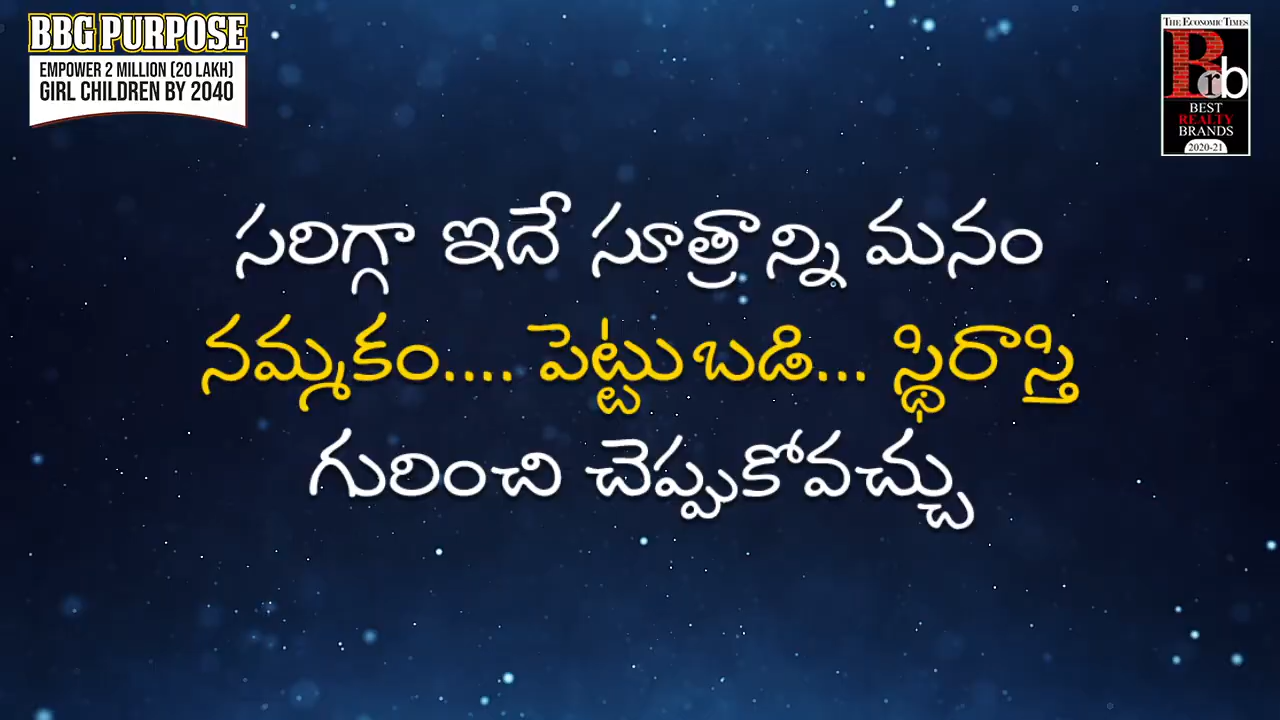 BBG PURPOSE
EMPOWER 2 MILLION (20 LAKH)
GIRL CHILDREN BY 2040
THE ECONOMIC TIMES
Brb
BEST
REALTY
BRANDS
2020-21
సరిగ్గా ఇదే సూత్రాన్ని మనం
నమ్మకం.... పెట్టుబడి... స్థిరాస్తి
గురించి చెప్పుకోవచ్చు